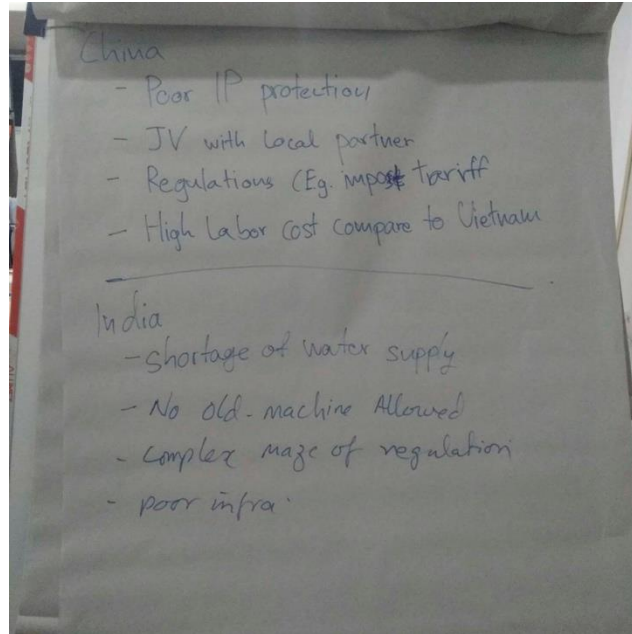 China
- Poor IP protection
- JV with Local partner
- Regulations (Eg. import tariff
- High Labor cost compare to Vietnam
India
- shortage of water supply
- No old-machine Allowed
- complex maze of regulation
- poor infra.